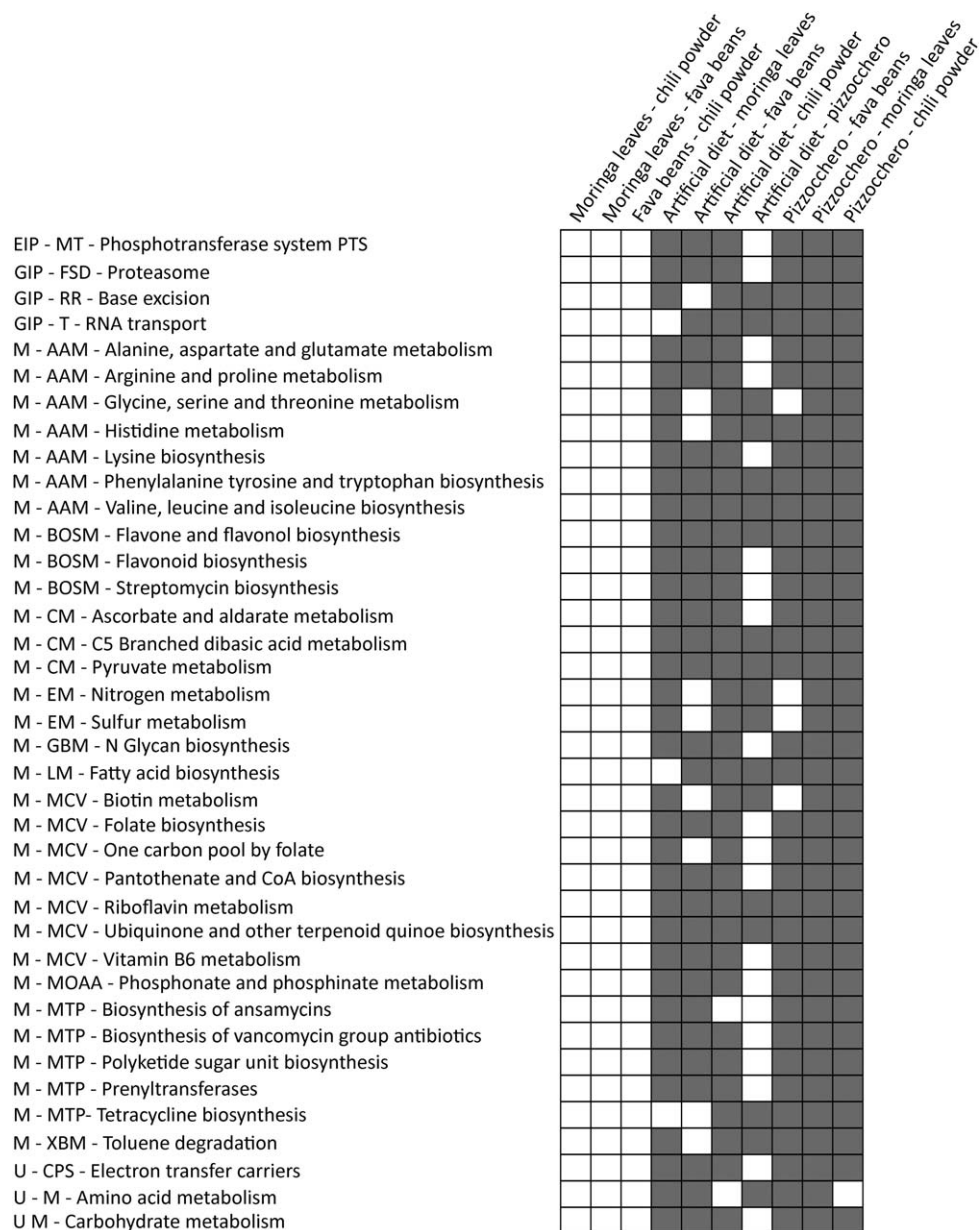 Moringa leaves - chili powder
Moringa leaves - fava beans
Fava beans - chili powder
Artificial diet - moringa leaves
Artificial diet - fava beans
Artificial diet - chili powder
Artificial diet - pizzocchero
Pizzocchero - fava beans
Pizzocchero - moringa leaves
Pizzocchero - chili powder
EIP - MT - Phosphotransferase system PTS
GIP - FSD - Proteasome
GIP - RR - Base excision
GIP - T - RNA transport
M - AAM - Alanine, aspartate and glutamate metabolism
M - AAM - Arginine and proline metabolism
M - AAM - Glycine, serine and threonine metabolism
M - AAM - Histidine metabolism
M - AAM - Lysine biosynthesis
M - AAM - Phenylalanine tyrosine and tryptophan biosynthesis
M - AAM - Valine, leucine and isoleucine biosynthesis
M - BOSM - Flavone and flavonol biosynthesis
M - BOSM - Flavonoid biosynthesis
M - BOSM - Streptomycin biosynthesis
M - CM - Ascorbate and aldarate metabolism
M - CM - C5 Branched dibasic acid metabolism
M - CM - Pyruvate metabolism
M - EM - Nitrogen metabolism
M - EM - Sulfur metabolism
M - GBM - N Glycan biosynthesis
M - LM - Fatty acid biosynthesis
M - MCV - Biotin metabolism
M - MCV - Folate biosynthesis
M - MCV - One carbon pool by folate
M - MCV - Pantothenate and CoA biosynthesis
M - MCV - Riboflavin metabolism
M - MCV - Ubiquinone and other terpenoid quinoe biosynthesis
M - MCV - Vitamin B6 metabolism
M - MOAA - Phosphonate and phosphinate metabolism
M - MTP - Biosynthesis of ansamycins
M - MTP - Biosynthesis of vancomycin group antibiotics
M - MTP - Polyketide sugar unit biosynthesis
M - MTP - Prenyltransferases
M - MTP- Tetracycline biosynthesis
M - XBM - Toluene degradation
U - CPS - Electron transfer carriers
U - M - Amino acid metabolism
U M - Carbohydrate metabolism